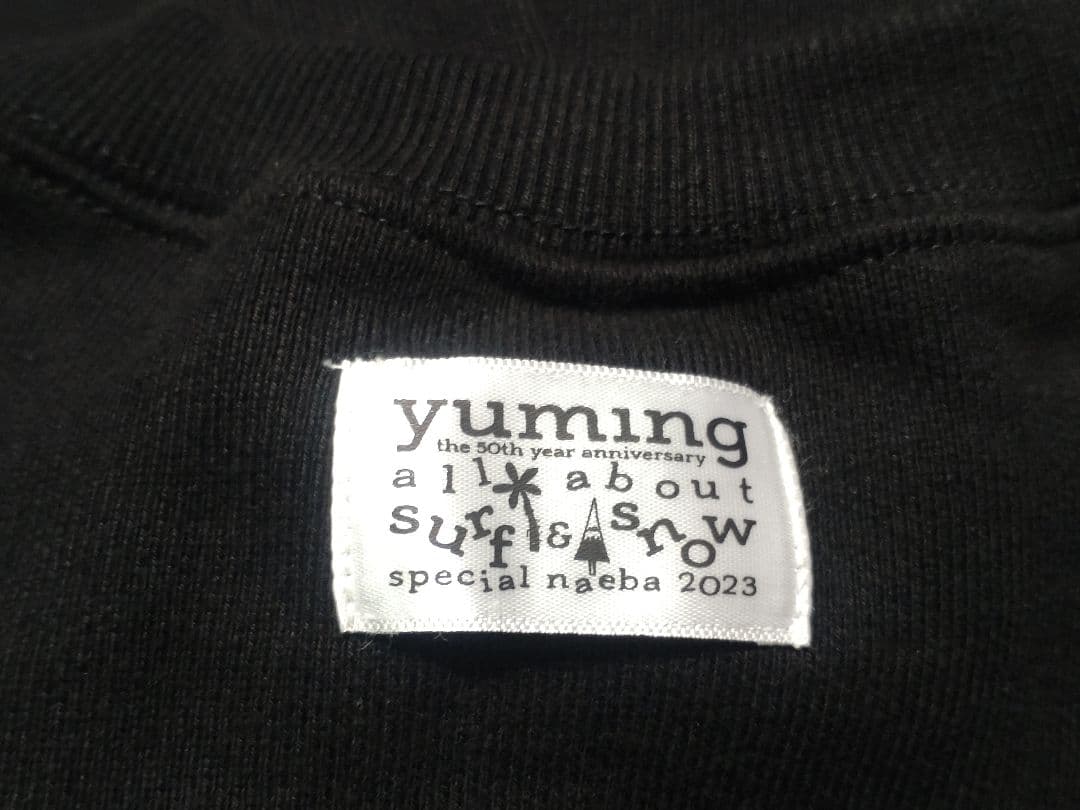 yuming
the 50th year anniversary
all about
surf & snow
special naeba 2023